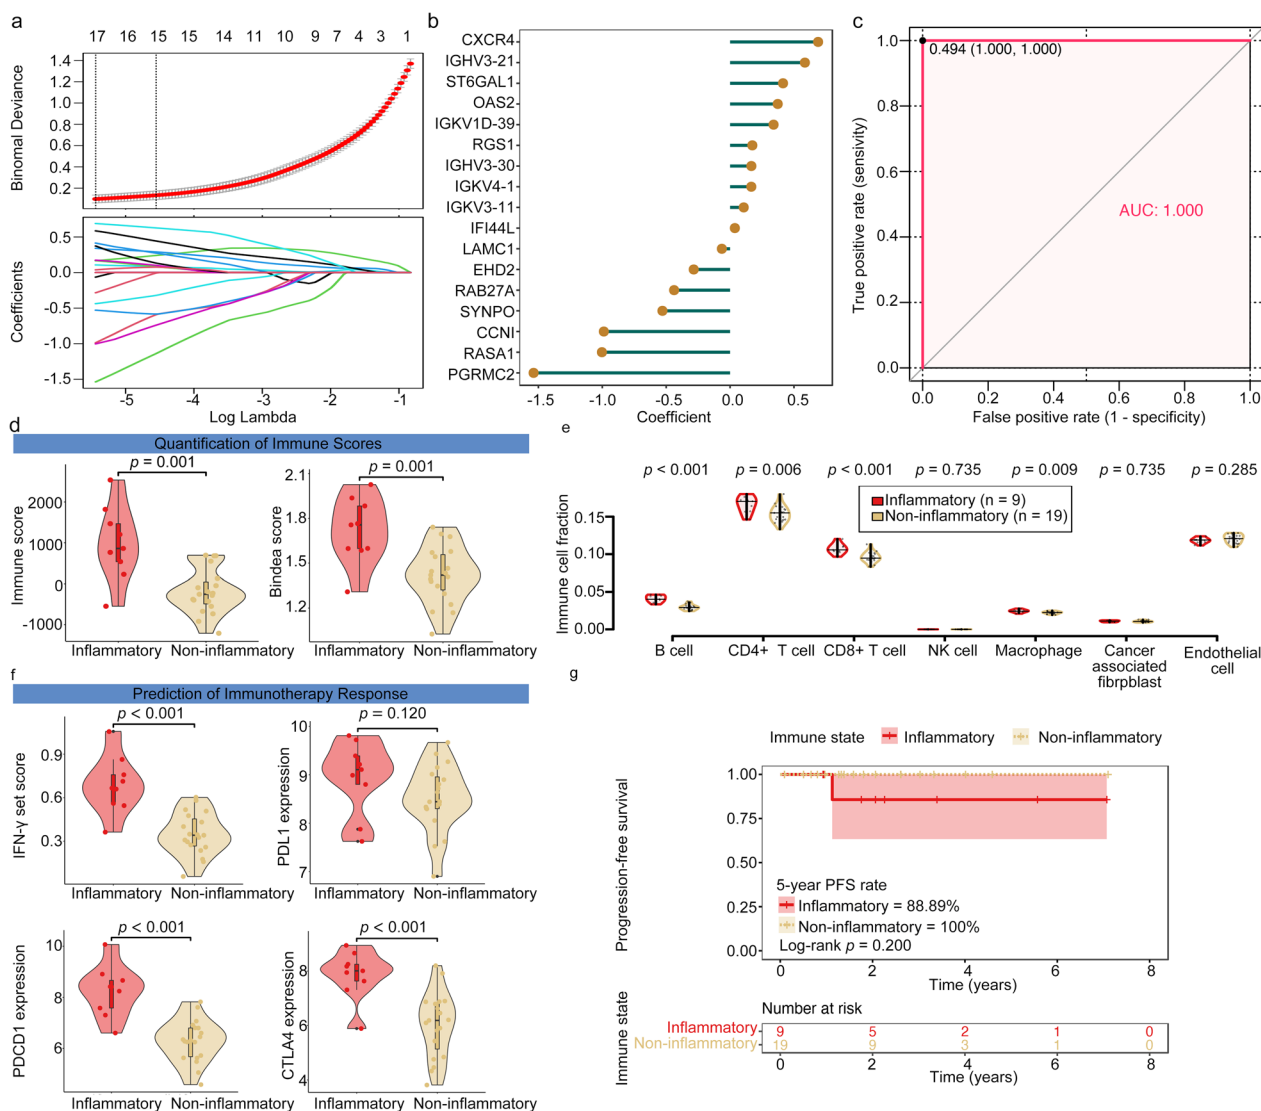 a
17 16 15 15 14 11 10 9 7 4 3 1
Binomal Deviance
1.4
1.2
1.0
0.8
0.6
0.4
0.2
Coefficients
0.5
0.0
-0.5
-1.0
-1.5
-5 -4 -3 -2 -1
Log Lambda
b
CXCR4
IGHV3-21
ST6GAL1
OAS2
IGKV1D-39
RGS1
IGHV3-30
IGKV4-1
IGKV3-11
IFI44L
LAMC1
EHD2
RAB27A
SYNPO
CCNI
RASA1
PGRMC2
-1.5 -1.0 -0.5 0.0 0.5
Coefficient
c
True positive rate (sensivity)
1.0
0.8
0.6
0.4
0.2
0.0
0.494 (1.000, 1.000)
AUC: 1.000
0.0 0.2 0.4 0.6 0.8 1.0
False positive rate (1 - specificity)
d
Quantification of Immune Scores
p = 0.001
Immune score
2000
1000
0
-1000
Inflammatory Non-inflammatory
p = 0.001
Bindea score
2.1
1.8
1.5
1.2
Inflammatory Non-inflammatory
e
p < 0.001 p = 0.006 p < 0.001 p = 0.735 p = 0.009 p = 0.735 p = 0.285
Inflammatory (n = 9)
Non-inflammatory (n = 19)
Immune cell fraction
0.15
0.10
0.05
0.00
B cell
CD4+ T cell
CD8+ T cell
NK cell
Macrophage
Cancer
associated
fibrpblast
Endothelial
cell
f
Prediction of Immunotherapy Response
p < 0.001
IFN-γ set score
0.9
0.6
0.3
Inflammatory Non-inflammatory
p = 0.120
PDL1 expression
10
9
8
7
Inflammatory Non-inflammatory
p < 0.001
PDCD1 expression
10
8
6
Inflammatory Non-inflammatory
p < 0.001
CTLA4 expression
8
6
4
Inflammatory Non-inflammatory
g
Immune state Inflammatory Non-inflammatory
Progression-free survival
1.00
0.75
0.50
0.25
0.00
5-year PFS rate
Inflammatory = 88.89%
Non-inflammatory = 100%
Log-rank p = 0.200
0 2 4 6 8
Time (years)
Immune state
Number at risk
Inflammatory 9 5 2 1 0
Non-inflammatory 19 9 3 1 0
0 2 4 6 8
Time (years)